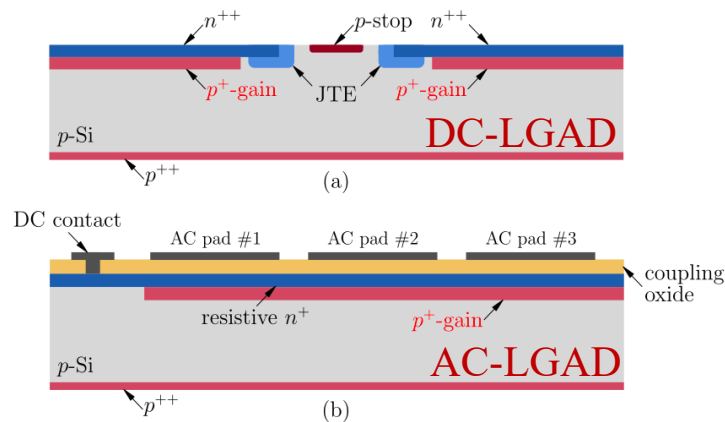 n++
p-stop
n++
p+-gain
JTE
p+-gain
p-Si
DC-LGAD
p++
(a)
DC contact
AC pad #1
AC pad #2
AC pad #3
coupling
oxide
resistive n+
p+-gain
p-Si
AC-LGAD
p++
(b)